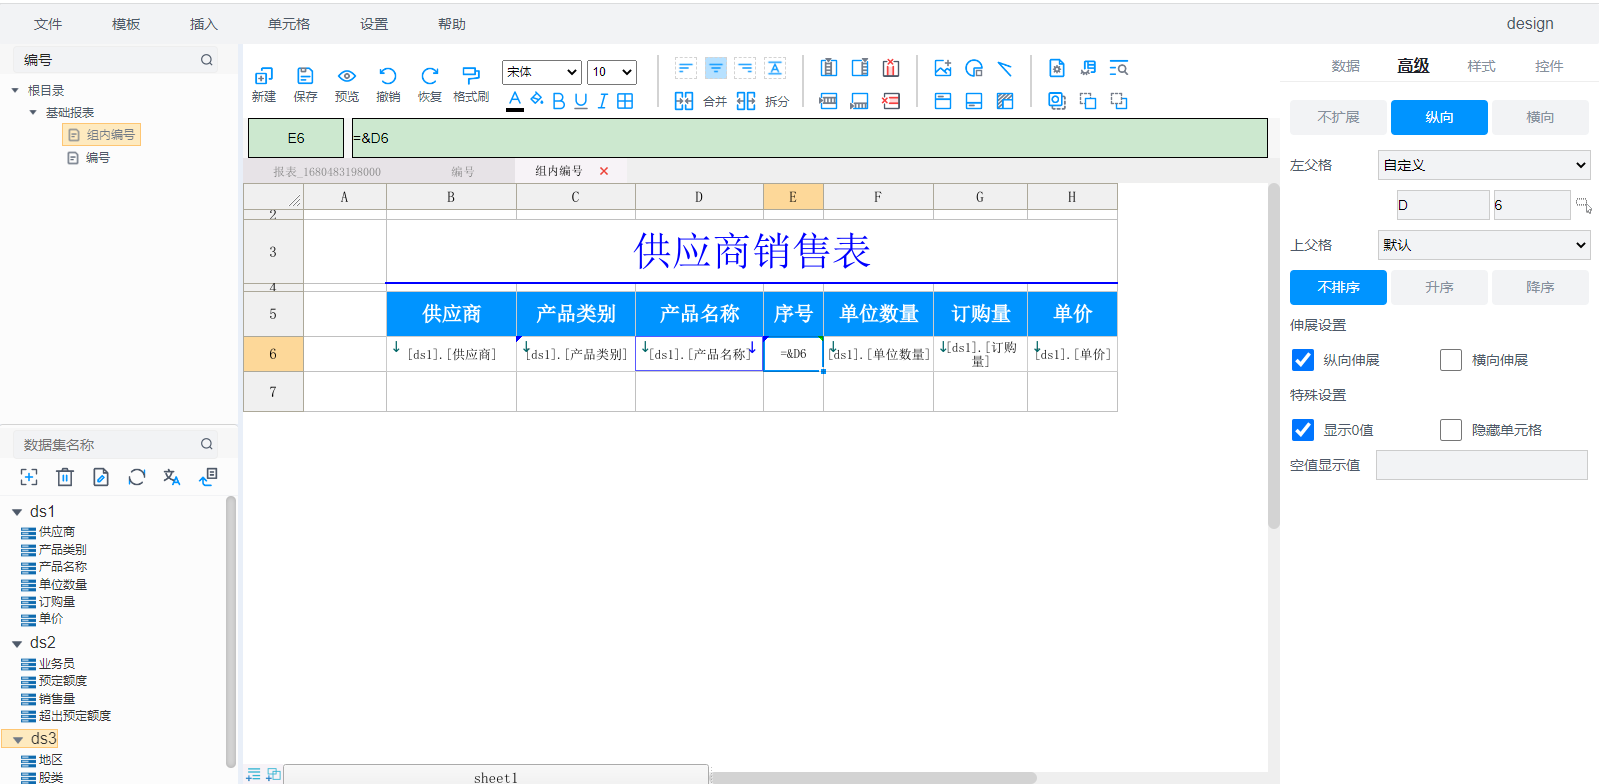 文件 模板 插入 单元格 设置 帮助 design
编号
根目录
基础报表
组内编号
编号
新建 保存 预览 撤销 恢复 格式刷
宋体 10
A B U I
合并 拆分
E6 =&D6
报表_1680483198000 编号 组内编号
A B C D E F G H
2
3 供应商销售表
4
5 供应商 产品类别 产品名称 序号 单位数量 订购量 单价
6 [ds1].[供应商] [ds1].[产品类别] [ds1].[产品名称] =&D6 [ds1].[单位数量] [ds1].[订购量] [ds1].[单价]
7
sheet1
数据集名称
ds1
供应商
产品类别
产品名称
单位数量
订购量
单价
ds2
业务员
预定额度
销售量
超出预定额度
ds3
地区
股类
数据 高级 样式 控件
不扩展 纵向 横向
左父格 自定义
D 6
上父格 默认
不排序 升序 降序
伸展设置
纵向伸展 横向伸展
特殊设置
显示0值 隐藏单元格
空值显示值